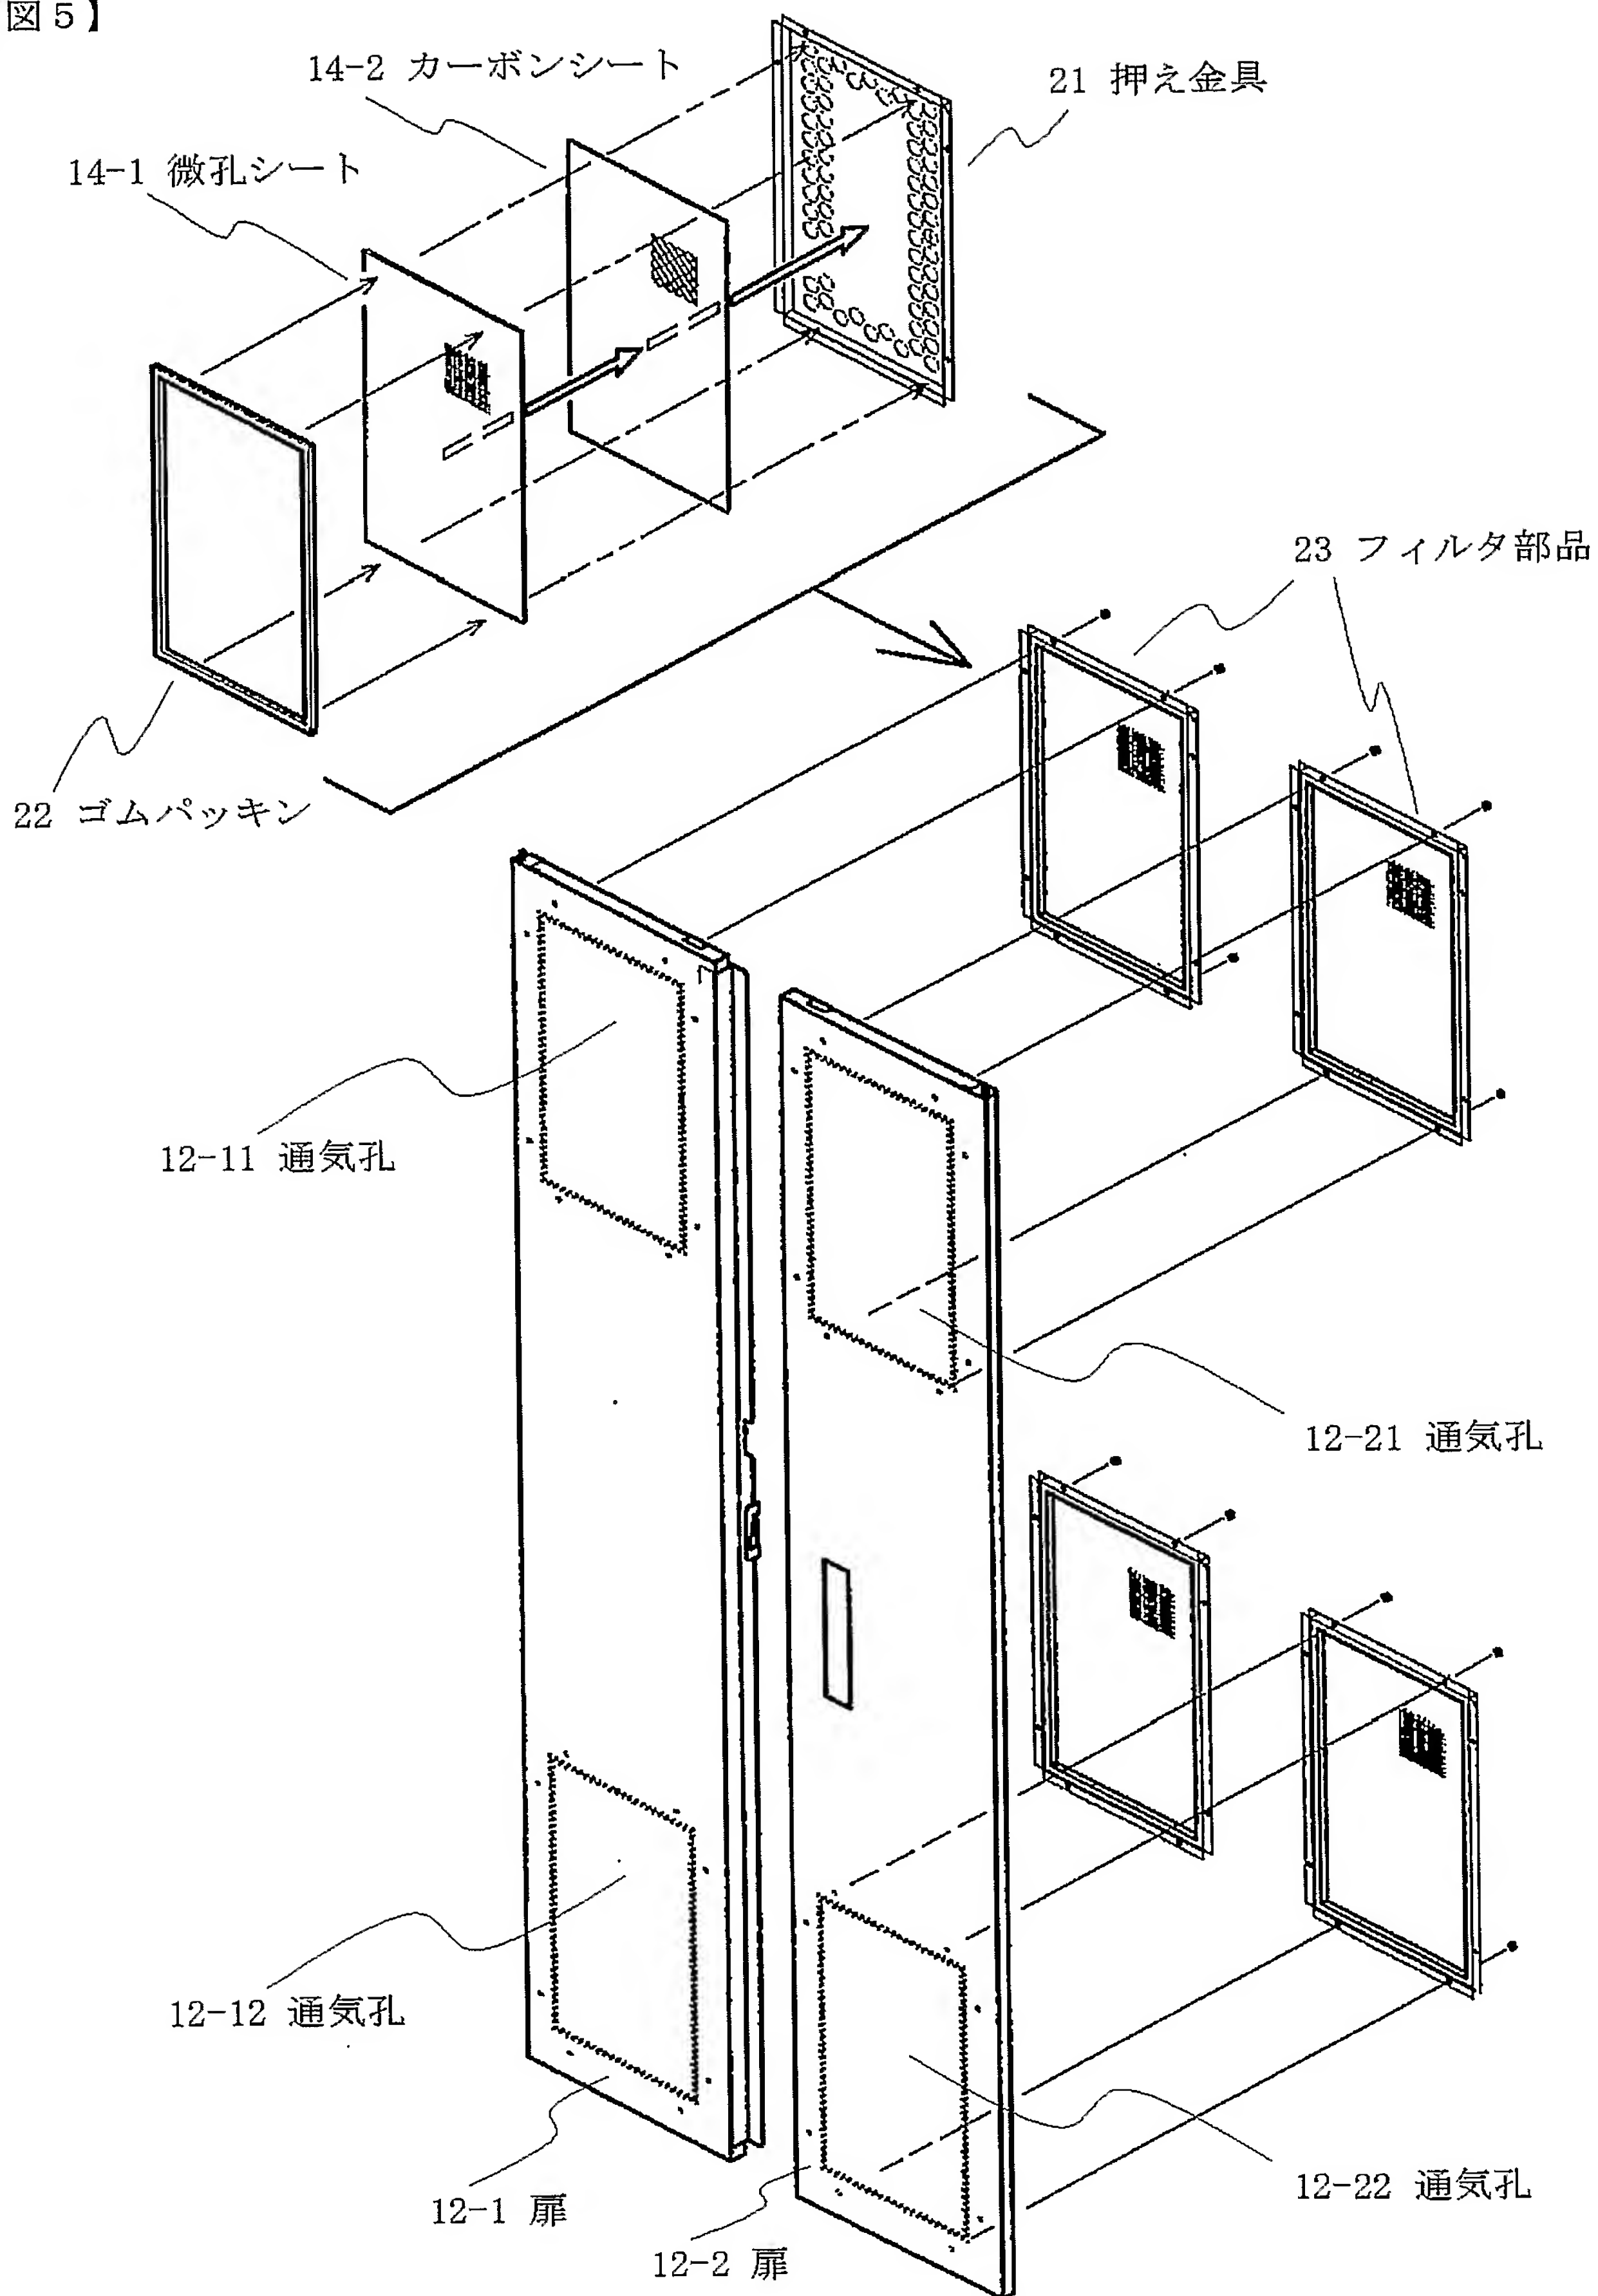 図5】
14-2 カーボンシート
21 押え金具
14-1 微孔シート
23 フィルタ部品
22 ゴムパッキン
12-11 通気孔
12-21 通気孔
12-12 通気孔
12-22 通気孔
12-1 扉
12-2 扉